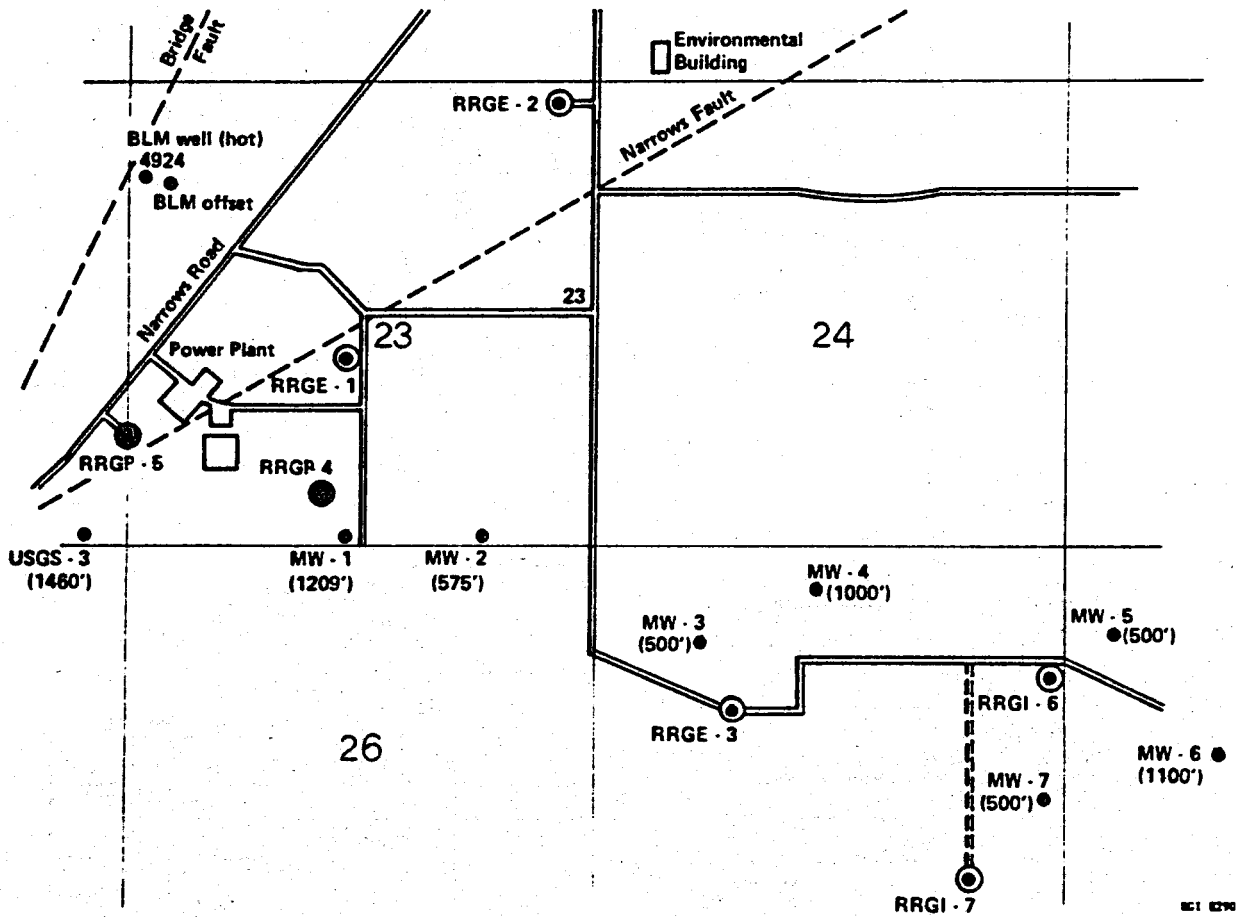 Bridge
Fault
Environmental
Building
RRGE - 2
Narrows Fault
BLM well (hot)
4924
BLM offset
Narrows Road
23
23
24
Power Plant
RRGE - 1
RRGP - 5
RRGP 4
USGS - 3
(1460')
MW - 1
(1209')
MW - 2
(575')
MW - 4
(1000')
MW - 3
(500')
MW - 5
(500')
RRGI - 6
RRGE - 3
26
MW - 6
(1100')
MW - 7
(500')
RRGI - 7